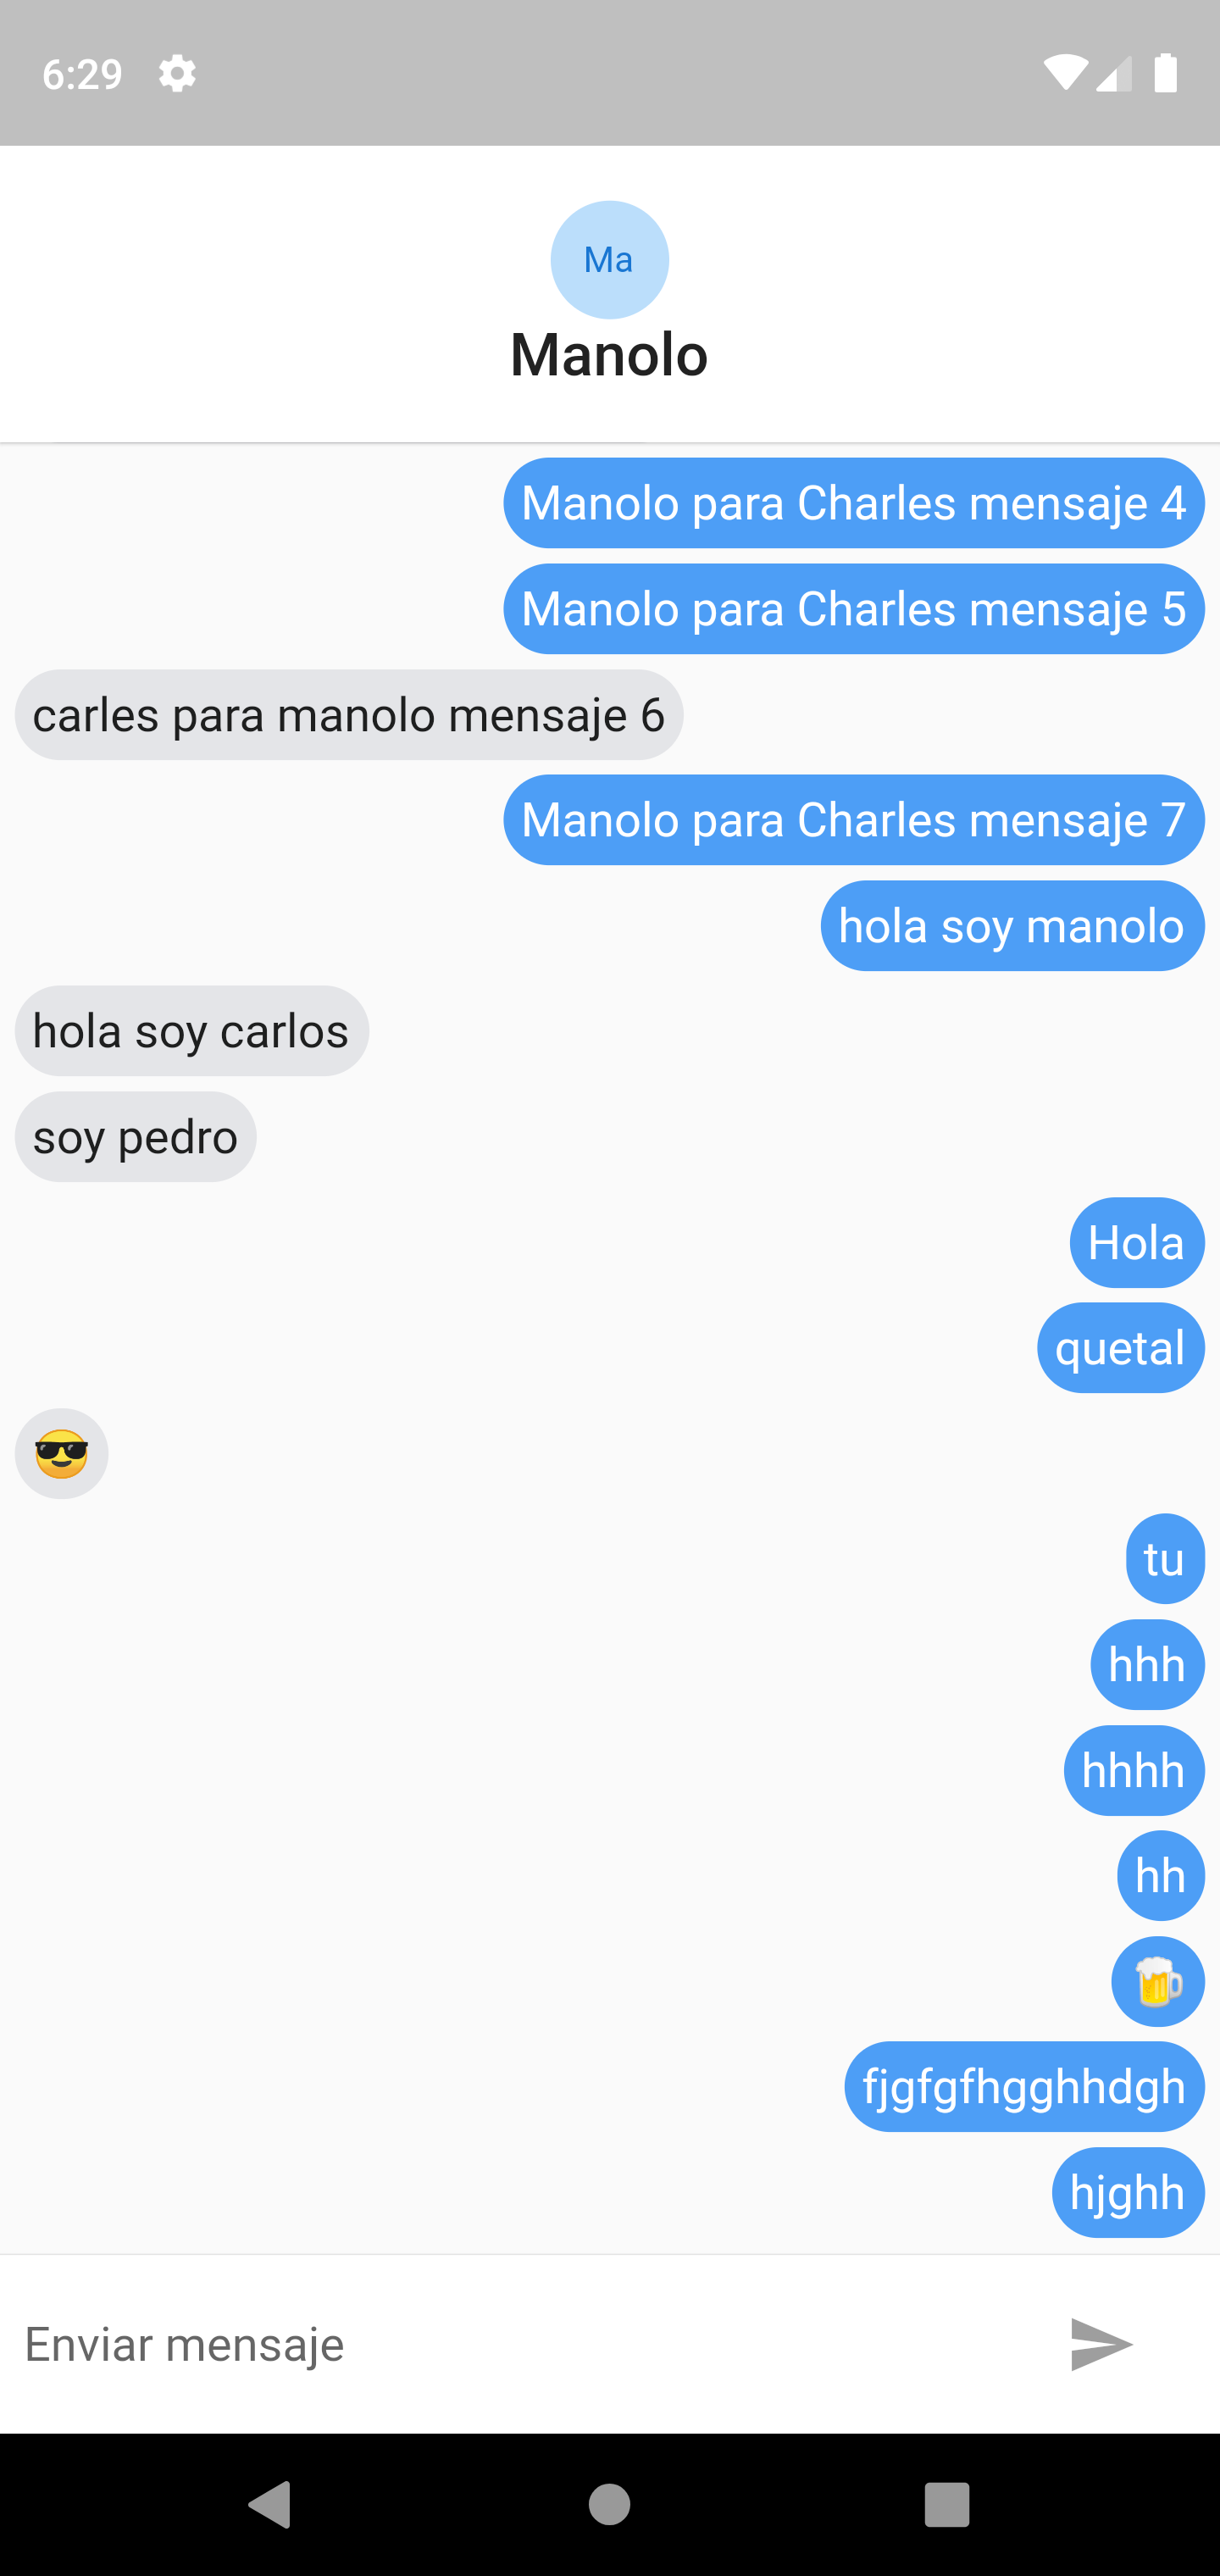 6:29
Ma
Manolo
Manolo para Charles mensaje 4
Manolo para Charles mensaje 5
carles para manolo mensaje 6
Manolo para Charles mensaje 7
hola soy manolo
hola soy carlos
soy pedro
Hola
quetal
😎
tu
hhh
hhhh
hh
🍺
fjgfgfhgghhdgh
hjghh
Enviar mensaje